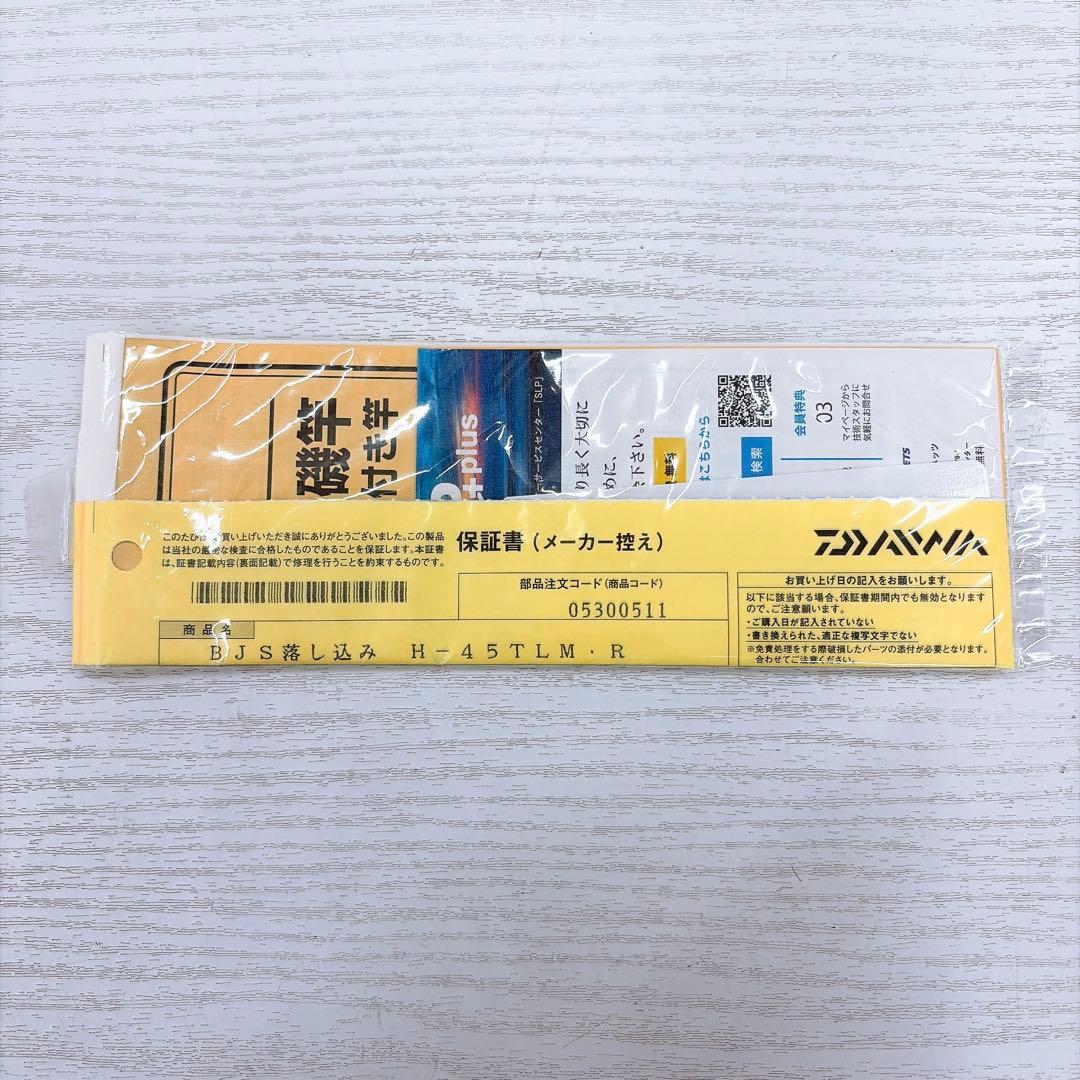 磯竿
付き竿
+plus
ーサービスセンター「SLP」
り長く大切に
めに、
下さい。
無料
はこちらから
検索
会員特典
03
マイページから
技術スタッフに
気軽にお問合せ
ETS
無料
このたびは お買い上げいただき誠にありがとうございました。この製品
は当社の厳密な検査に合格したものであることを保証します。本証書
は、証書記載内容(裏面記載)で修理を行うことを約束するものです。
保証書(メーカー控え)
DAIWA
部品注文コード(商品コード)
05300511
商品名
BJS落し込み H-45TLM・R
お買い上げ日の記入をお願いします。
以下に該当する場合、保証書期間内でも無効となります
ので、ご注意願います。
・ご購入日が記入されていない
・書き換えられた、適正な複写文字でない
※免責処理をする際破損したパーツの添付が必要となります。
合わせてご注意ください。